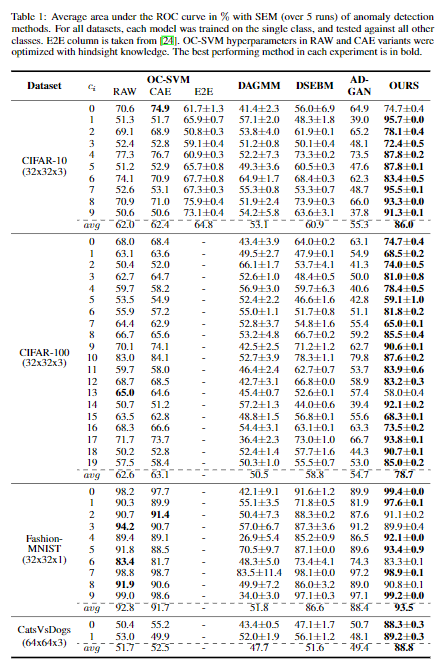 Table 1: Average area under the ROC curve in % with SEM (over 5 runs) of anomaly detection
methods. For all datasets, each model was trained on the single class, and tested against all other
classes. E2E column is taken from [24]. OC-SVM hyperparameters in RAW and CAE variants were
optimized with hindsight knowledge. The best performing method in each experiment is in bold.
Dataset cᵢ OC-SVM RAW CAE E2E DAGMM DSEBM AD-GAN OURS
CIFAR-10
(32x32x3)
0 70.6 74.9 61.7±1.3 41.4±2.3 56.0±6.9 64.9 74.7±0.4
1 51.3 51.7 65.9±0.7 57.1±2.0 48.3±1.8 39.0 95.7±0.0
2 69.1 68.9 50.8±0.3 53.8±4.0 61.9±0.1 65.2 78.1±0.4
3 52.4 52.8 59.1±0.4 51.2±0.8 50.1±0.4 48.1 72.4±0.5
4 77.3 76.7 60.9±0.3 52.2±7.3 73.3±0.2 73.5 87.8±0.2
5 51.2 52.9 65.7±0.8 49.3±3.6 60.5±0.3 47.6 87.8±0.1
6 74.1 70.9 67.7±0.8 64.9±1.7 68.4±0.3 62.3 83.4±0.5
7 52.6 53.1 67.3±0.3 55.3±0.8 53.3±0.7 48.7 95.5±0.1
8 70.9 71.0 75.9±0.4 51.9±2.4 73.9±0.3 66.0 93.3±0.0
9 50.6 50.6 73.1±0.4 54.2±5.8 63.6±3.1 37.8 91.3±0.1
avg 62.0 62.4 64.8 53.1 60.9 55.3 86.0
CIFAR-100
(32x32x3)
0 68.0 68.4 - 43.4±3.9 64.0±0.2 63.1 74.7±0.4
1 63.1 63.6 - 49.5±2.7 47.9±0.1 54.9 68.5±0.2
2 50.4 52.0 - 66.1±1.7 53.7±4.1 41.3 74.0±0.5
3 62.7 64.7 - 52.6±1.0 48.4±0.5 50.0 81.0±0.8
4 59.7 58.2 - 56.9±3.0 59.7±6.3 40.6 78.4±0.5
5 53.5 54.9 - 52.4±2.2 46.6±1.6 42.8 59.1±1.0
6 55.9 57.2 - 55.0±1.1 51.7±0.8 51.1 81.8±0.2
7 64.4 62.9 - 52.8±3.7 54.8±1.6 55.4 65.0±0.1
8 66.7 65.6 - 53.2±4.8 66.7±0.2 59.2 85.5±0.4
9 70.1 74.1 - 42.5±2.5 71.2±1.2 62.7 90.6±0.1
10 83.0 84.1 - 52.7±3.9 78.3±1.1 79.8 87.6±0.2
11 59.7 58.0 - 46.4±2.4 62.7±0.7 53.7 83.9±0.6
12 68.7 68.5 - 42.7±3.1 66.8±0.0 58.9 83.2±0.3
13 65.0 64.6 - 45.4±0.7 52.6±0.1 57.4 58.0±0.4
14 50.7 51.2 - 57.2±1.3 44.0±0.6 39.4 92.1±0.2
15 63.5 62.8 - 48.8±1.5 56.8±0.1 55.6 68.3±0.1
16 68.3 66.6 - 54.4±3.1 63.1±0.1 63.3 73.5±0.2
17 71.7 73.7 - 36.4±2.3 73.0±1.0 66.7 93.8±0.1
18 50.2 52.8 - 52.4±1.4 57.7±1.6 44.3 90.7±0.1
19 57.5 58.4 - 50.3±1.0 55.5±0.7 53.0 85.0±0.2
avg 62.6 63.1 50.5 58.8 54.7 78.7
Fashion-
MNIST
(32x32x1)
0 98.2 97.7 - 42.1±9.1 91.6±1.2 89.9 99.4±0.0
1 90.3 89.9 - 55.1±3.5 71.8±0.5 81.9 97.6±0.1
2 90.7 91.4 - 50.4±7.3 88.3±0.2 87.6 91.1±0.2
3 94.2 90.7 - 57.0±6.7 87.3±3.6 91.2 89.9±0.4
4 89.4 89.1 - 26.9±5.4 85.2±0.9 86.5 92.1±0.0
5 91.8 88.5 - 70.5±9.7 87.1±0.0 89.6 93.4±0.9
6 83.4 81.7 - 48.3±5.0 73.4±4.1 74.3 83.3±0.1
7 98.8 98.7 - 83.5±11.4 98.1±0.0 97.2 98.9±0.1
8 91.9 90.6 - 49.9±7.2 86.0±3.2 89.0 90.8±0.1
9 99.0 98.6 - 34.0±3.0 97.1±0.3 97.1 99.2±0.0
avg 92.8 91.7 51.8 86.6 88.4 93.5
CatsVsDogs
(64x64x3)
0 50.4 55.2 - 43.4±0.5 47.1±1.7 50.7 88.3±0.3
1 53.0 49.9 - 52.0±1.9 56.1±1.2 48.1 89.2±0.3
avg 51.7 52.5 47.7 51.6 49.4 88.8